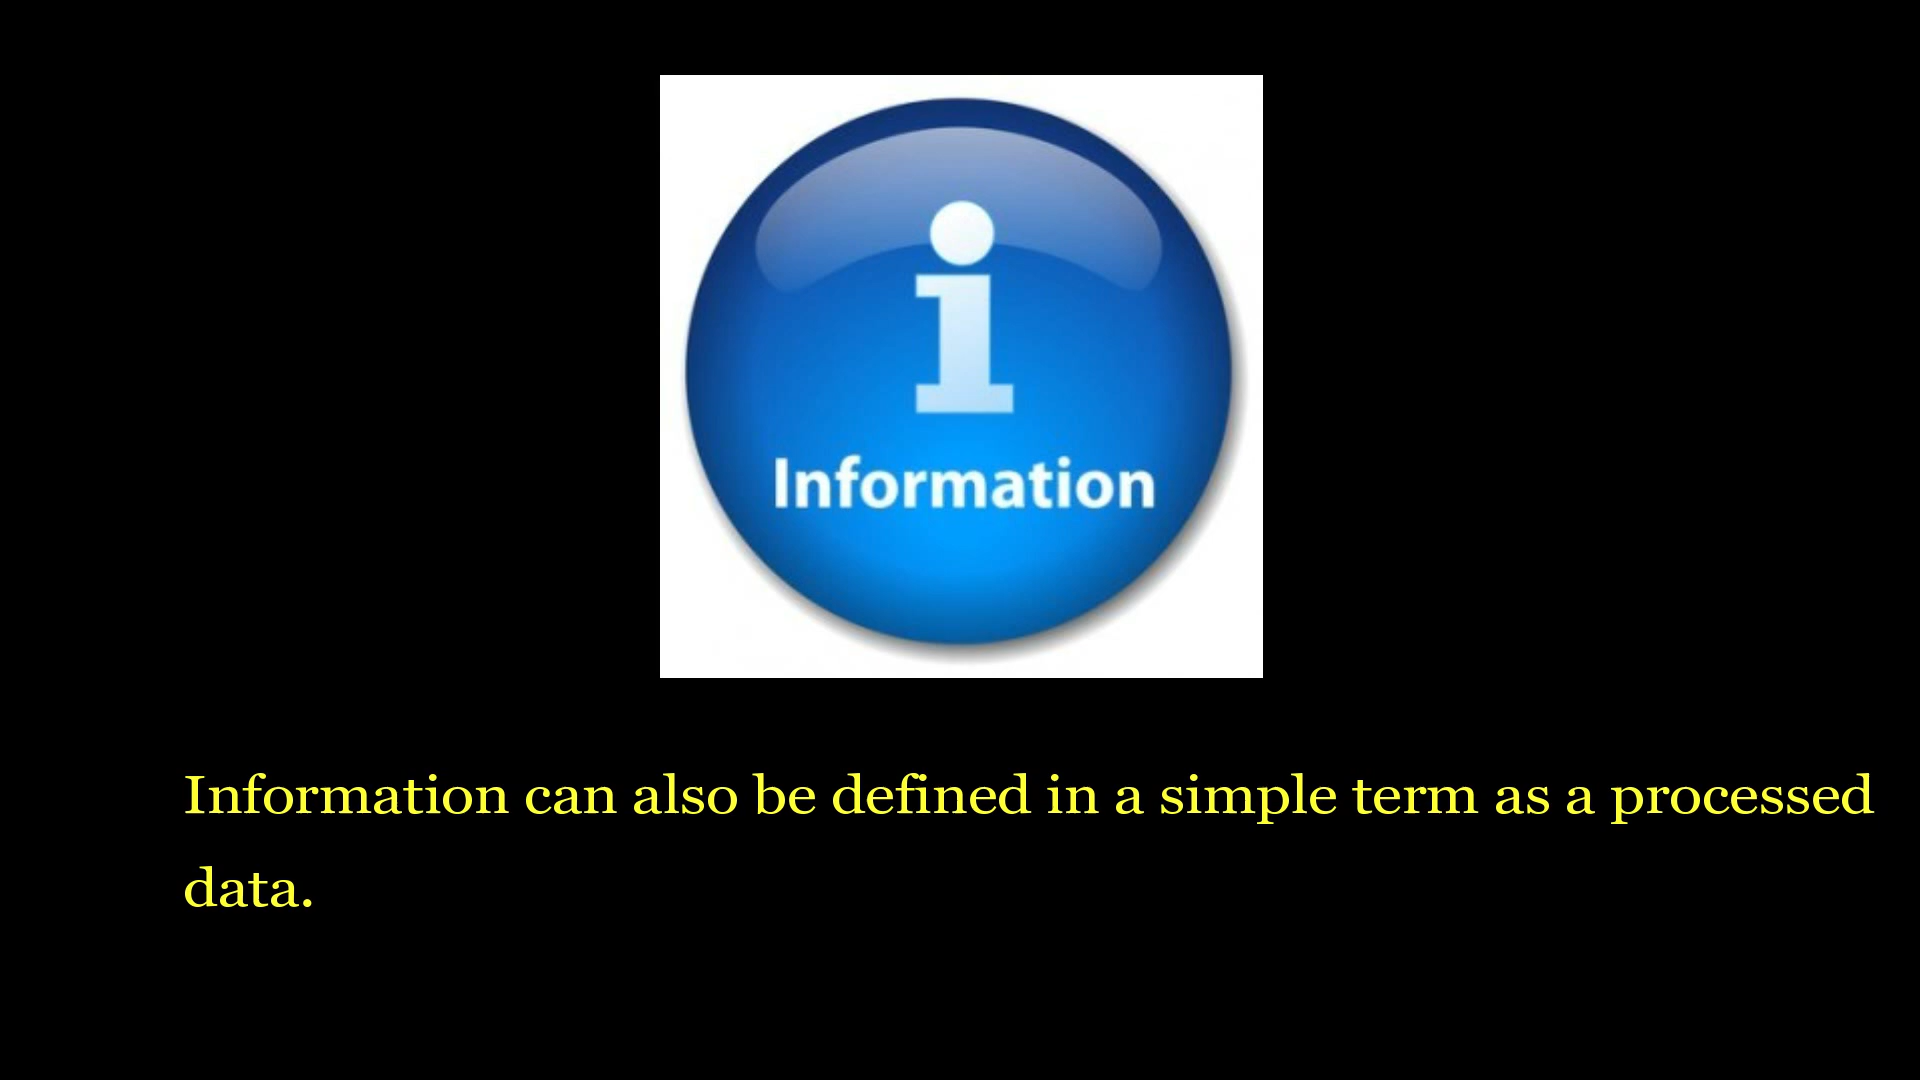 i
Information
Information can also be defined in a simple term as a processed
data.